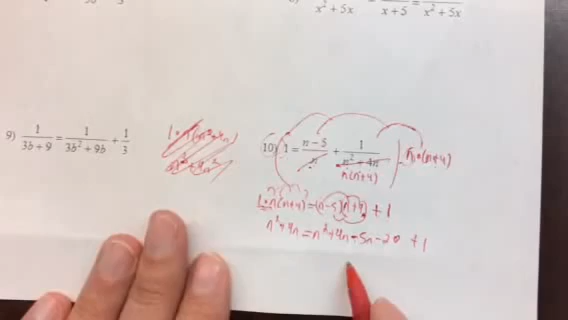 x² + 5x   x + 5   x² + 5x
9) 1/(3b + 9) = 1/(3b² + 9b) + 1/3
10) 1 = (n − 5)/n + 1/(n² + 4n)   n(n+4)
n(n+4)
1·n(n+4) = (n−5)(n+4) + 1
n²+4n = n²+4n−5n−20 + 1